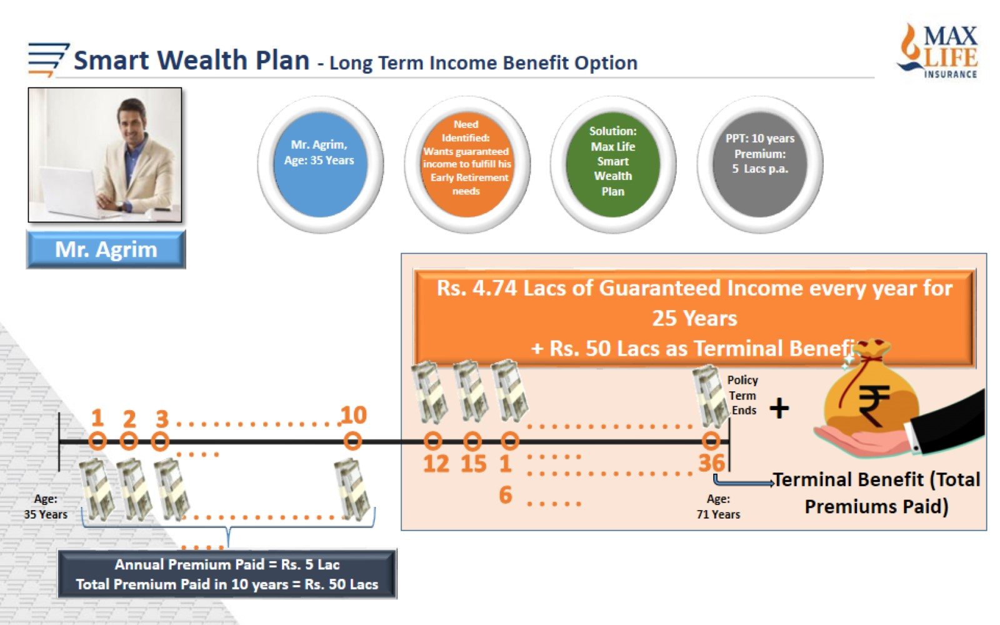 Smart Wealth Plan - Long Term Income Benefit Option
MAX
LIFE
INSURANCE
Mr. Agrim
Mr. Agrim,
Age: 35 Years
Need
Identified:
Wants guaranteed
income to fulfill his
Early Retirement
needs
Solution:
Max Life
Smart
Wealth
Plan
PPT: 10 years
Premium:
5 Lacs p.a.
Rs. 4.74 Lacs of Guaranteed Income every year for
25 Years
+ Rs. 50 Lacs as Terminal Benefi
1 2 3 10
12 15 1 36
6
Policy
Term
Ends
+
₹
Terminal Benefit (Total
Premiums Paid)
Age:
35 Years
Age:
71 Years
Annual Premium Paid = Rs. 5 Lac
Total Premium Paid in 10 years = Rs. 50 Lacs